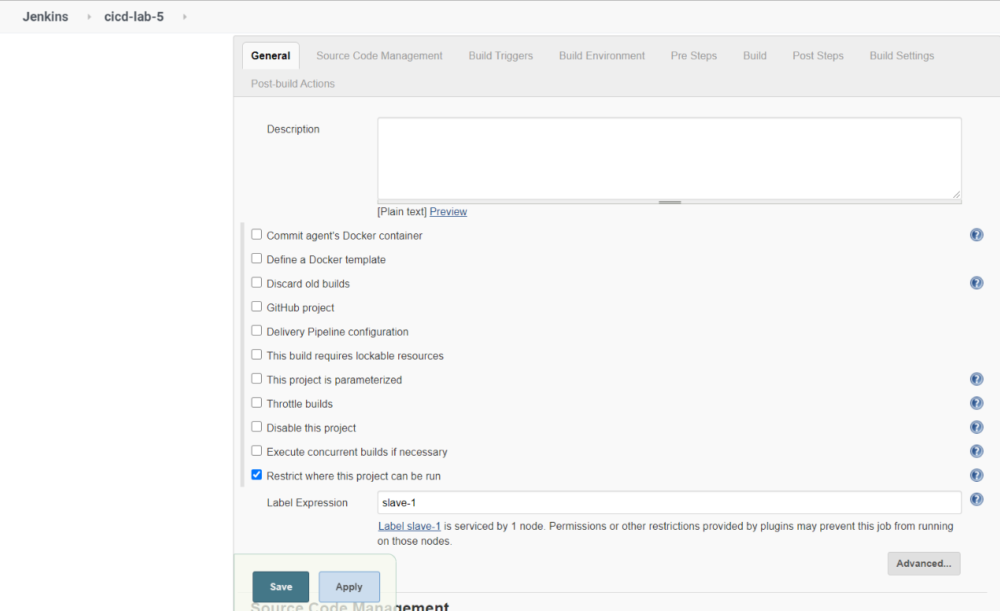 Jenkins cicd-lab-5
General Source Code Management Build Triggers Build Environment Pre Steps Build Post Steps Build Settings
Post-build Actions
Description
[Plain text] Preview
Commit agent's Docker container
Define a Docker template
Discard old builds
GitHub project
Delivery Pipeline configuration
This build requires lockable resources
This project is parameterized
Throttle builds
Disable this project
Execute concurrent builds if necessary
Restrict where this project can be run
Label Expression slave-1
Label slave-1 is serviced by 1 node. Permissions or other restrictions provided by plugins may prevent this job from running
on those nodes.
Advanced...
Save Apply
Source Code Management